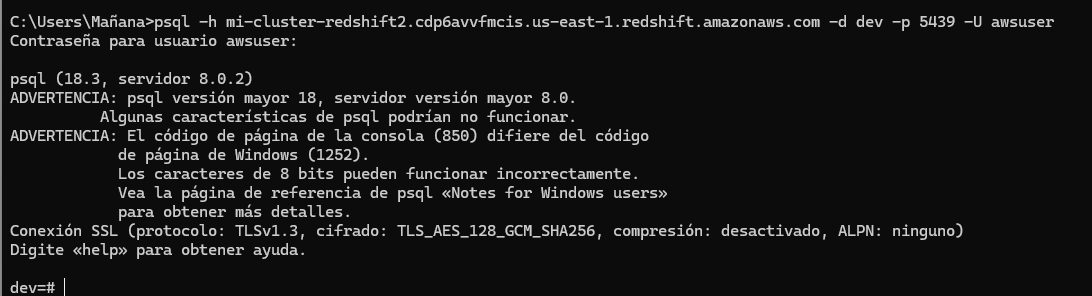 C:\Users\Mañana>psql -h mi-cluster-redshift2.cdp6avvfmcis.us-east-1.redshift.amazonaws.com -d dev -p 5439 -U awsuser
Contraseña para usuario awsuser:
psql (18.3, servidor 8.0.2)
ADVERTENCIA: psql versión mayor 18, servidor versión mayor 8.0.
Algunas características de psql podrían no funcionar.
ADVERTENCIA: El código de página de la consola (850) difiere del código
de página de Windows (1252).
Los caracteres de 8 bits pueden funcionar incorrectamente.
Vea la página de referencia de psql «Notes for Windows users»
para obtener más detalles.
Conexión SSL (protocolo: TLSv1.3, cifrado: TLS_AES_128_GCM_SHA256, compresión: desactivado, ALPN: ninguno)
Digite «help» para obtener ayuda.
dev=#